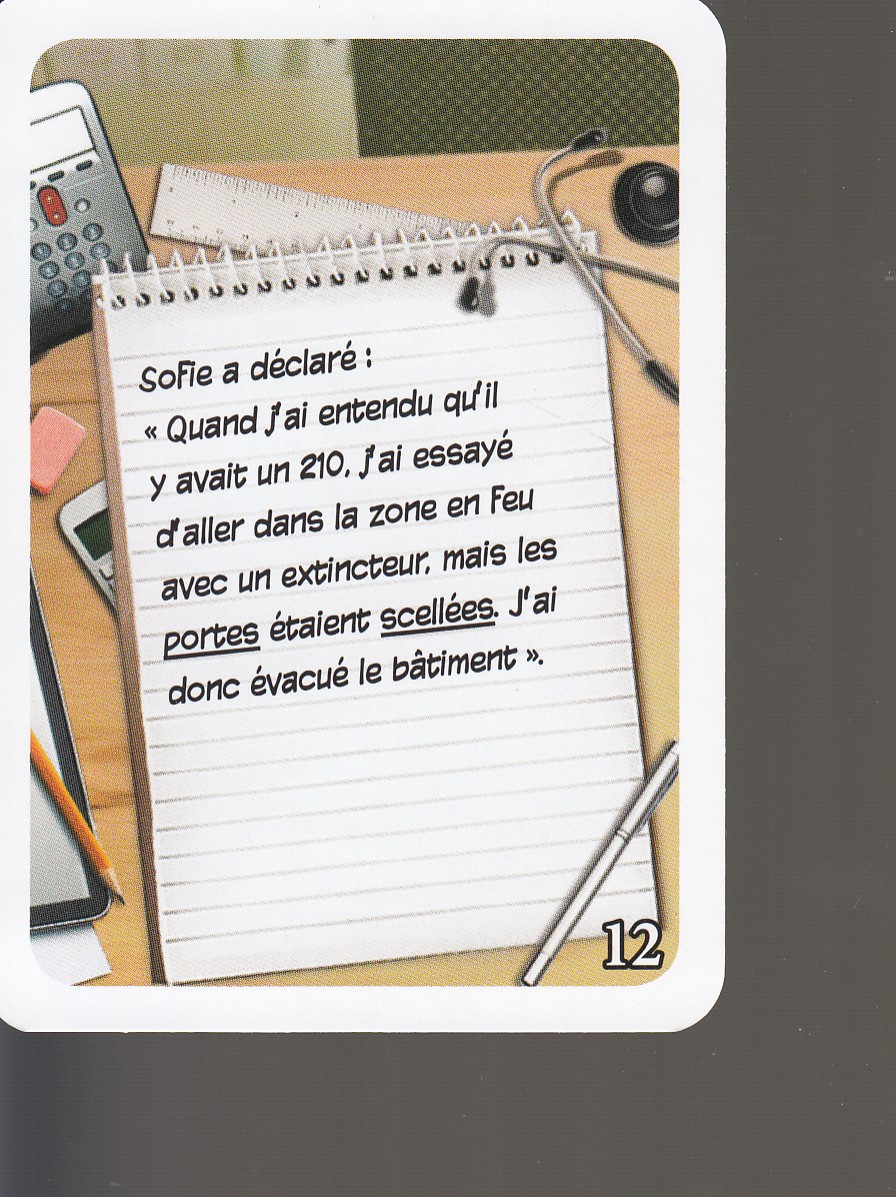 Sofie a déclaré :
« Quand j'ai entendu qu'il
y avait un 210, j'ai essayé
d'aller dans la zone en feu
avec un extincteur, mais les
portes étaient scellées. J'ai
donc évacué le bâtiment ».
12